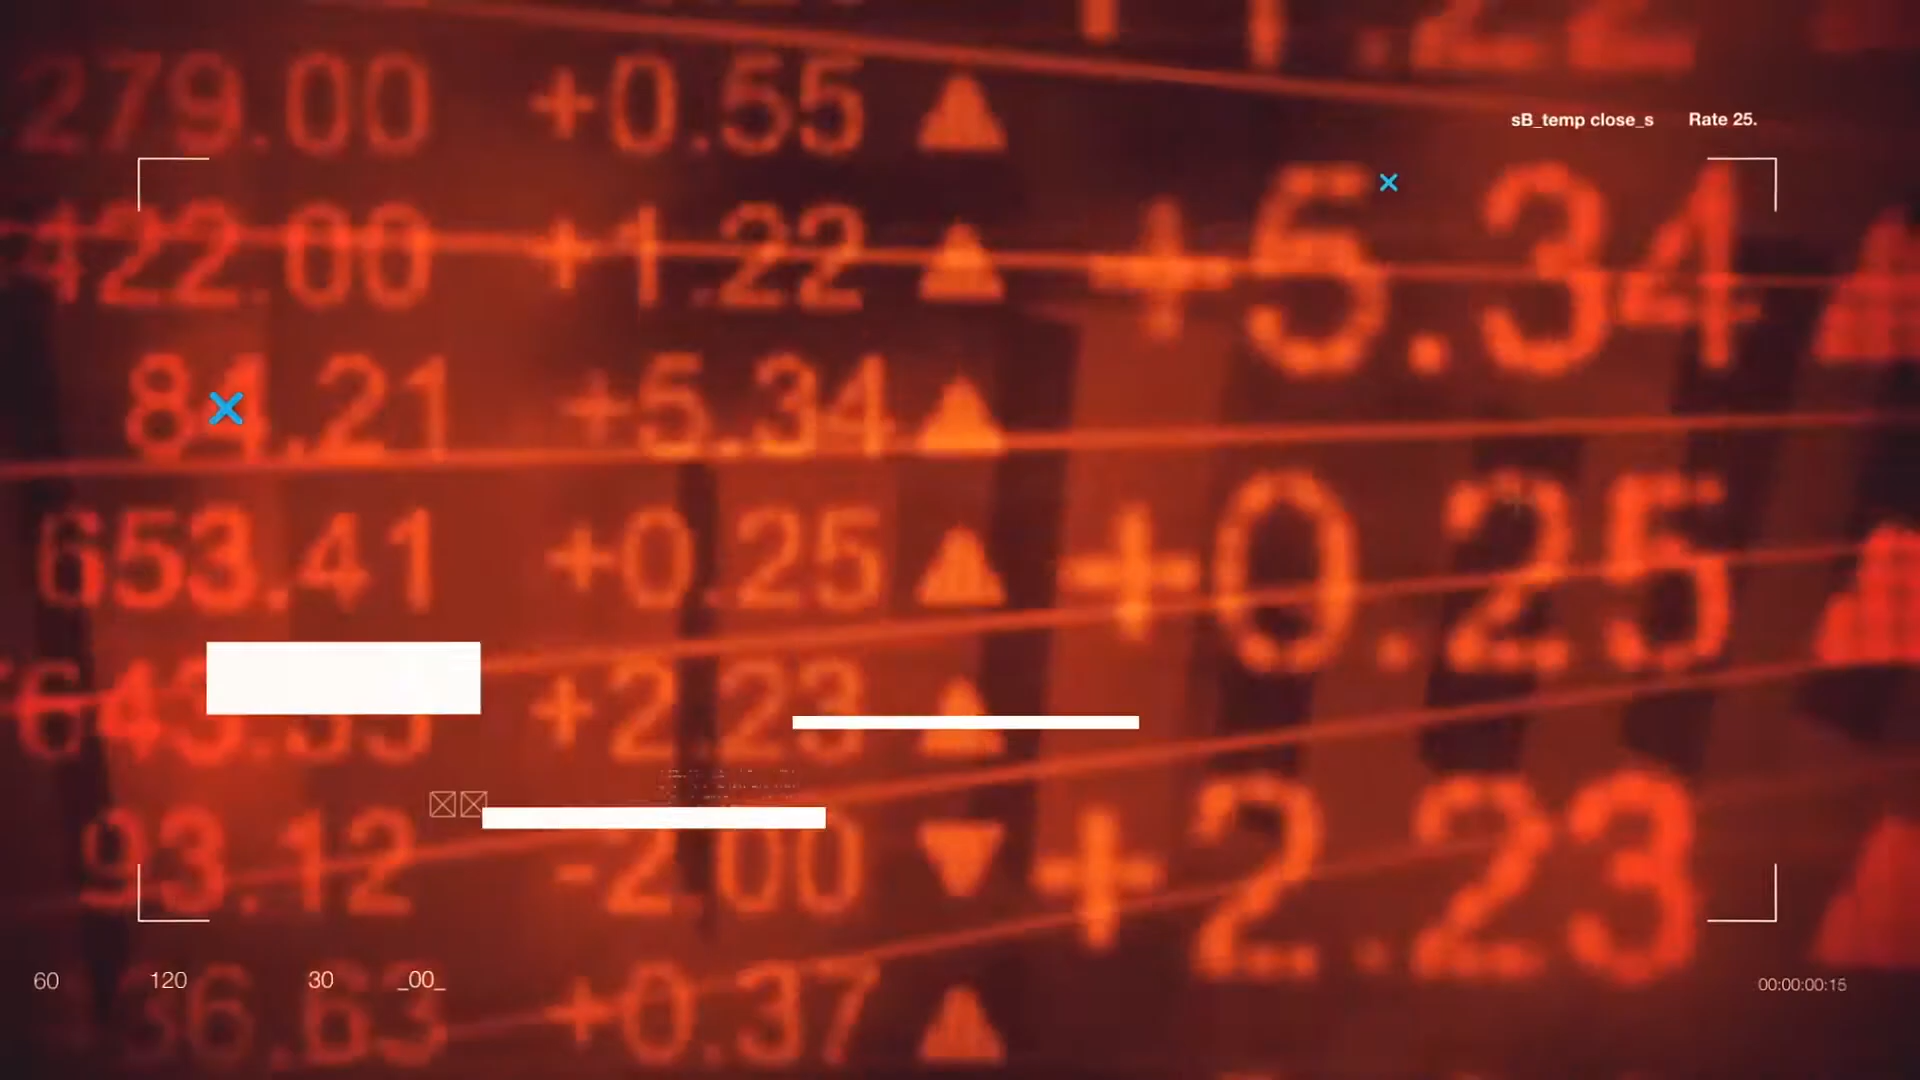 279.00 +0.55 ▲
sB_temp close_s Rate 25.
422.00 +1.22 ▲
+5.34
84.21 +5.34 ▲
653.41 +0.25 ▲
+0.25
+2.23 ▲
93.12 -2.00 ▼
+2.23
60 120 30 _00_
00:00:00:15
36.63 +0.37 ▲